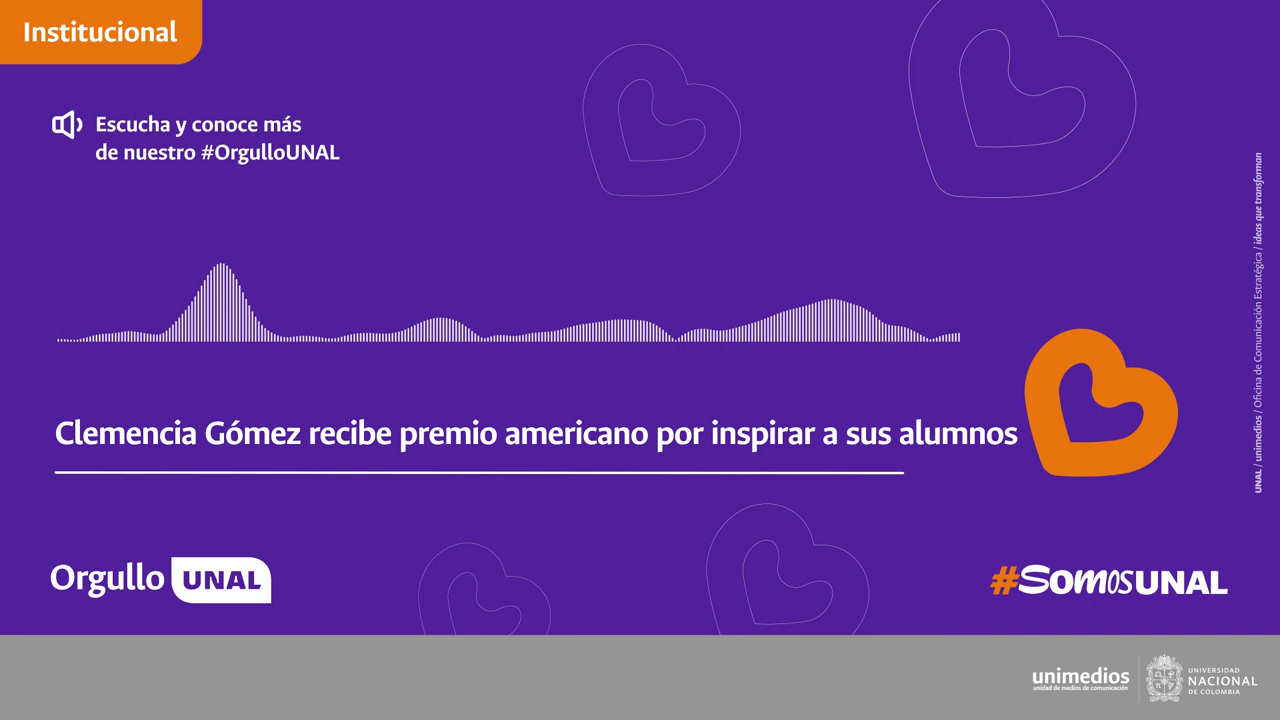 Institucional
Escucha y conoce más
de nuestro #OrgulloUNAL
UNAL / unimedios / Oficina de Comunicación Estratégica / ideas que transforman
Clemencia Gómez recibe premio americano por inspirar a sus alumnos
Orgullo UNAL
#SomosUNAL
unimedios
unidad de medios de comunicación
UNIVERSIDAD
NACIONAL
DE COLOMBIA